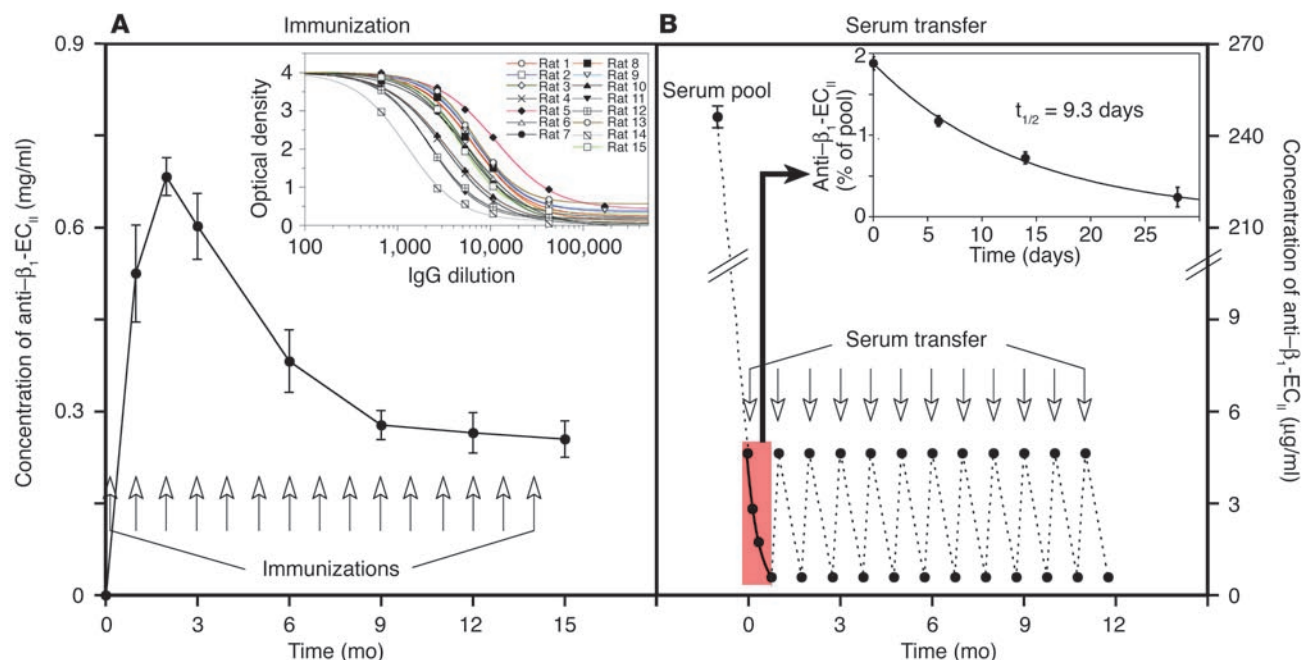 A
Immunization
Concentration of anti–β₁-EC_II (mg/ml)
0.9
0.6
0.3
0
Optical density
4
3
2
1
0
100
1,000
10,000
100,000
IgG dilution
Rat 1
Rat 2
Rat 3
Rat 4
Rat 5
Rat 6
Rat 7
Rat 8
Rat 9
Rat 10
Rat 11
Rat 12
Rat 13
Rat 14
Rat 15
Immunizations
0
3
6
9
12
15
Time (mo)
B
Serum transfer
Serum pool
Anti–β₁-EC_II
(% of pool)
2
1
0
t₁/₂ = 9.3 days
0
6
15
20
25
Time (days)
Serum transfer
270
240
210
9
6
3
0
Concentration of anti–β₁-EC_II (μg/ml)
0
3
6
9
12
Time (mo)